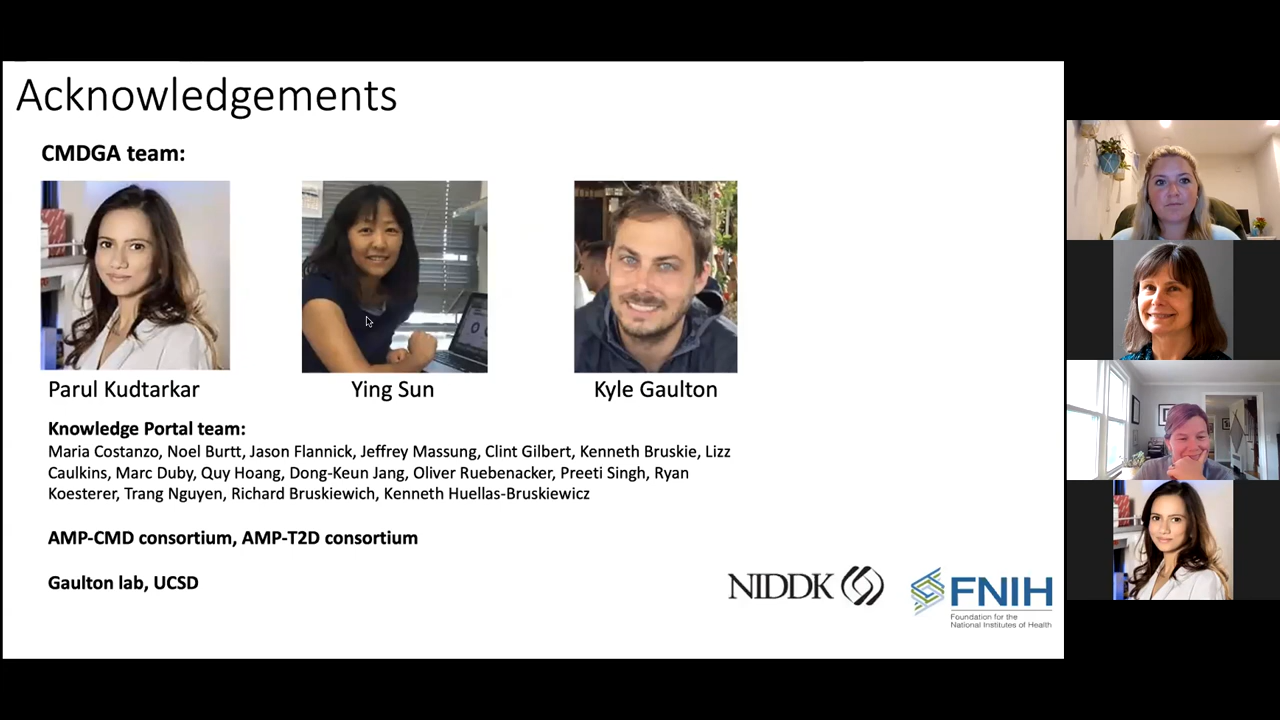 Acknowledgements
CMDGA team:
Parul Kudtarkar
Ying Sun
Kyle Gaulton
Knowledge Portal team:
Maria Costanzo, Noel Burtt, Jason Flannick, Jeffrey Massung, Clint Gilbert, Kenneth Bruskie, Lizz
Caulkins, Marc Duby, Quy Hoang, Dong-Keun Jang, Oliver Ruebenacker, Preeti Singh, Ryan
Koesterer, Trang Nguyen, Richard Bruskiewich, Kenneth Huellas-Bruskiewicz
AMP-CMD consortium, AMP-T2D consortium
Gaulton lab, UCSD
NIDDK
FNIH
Foundation for the
National Institutes of Health